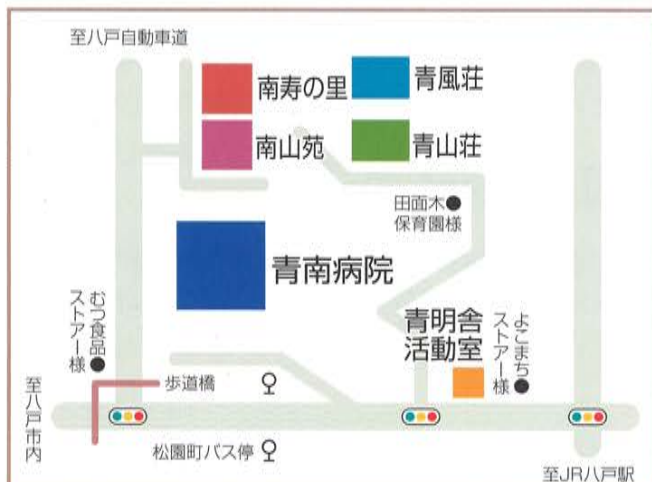 至八戸自動車道
南寿の里
青風荘
南山苑
青山荘
田面木
保育園様
青南病院
むつ食品
ストアー様
青明舎
活動室
よこまち
ストアー様
歩道橋
至八戸市内
松園町バス停
至JR八戸駅